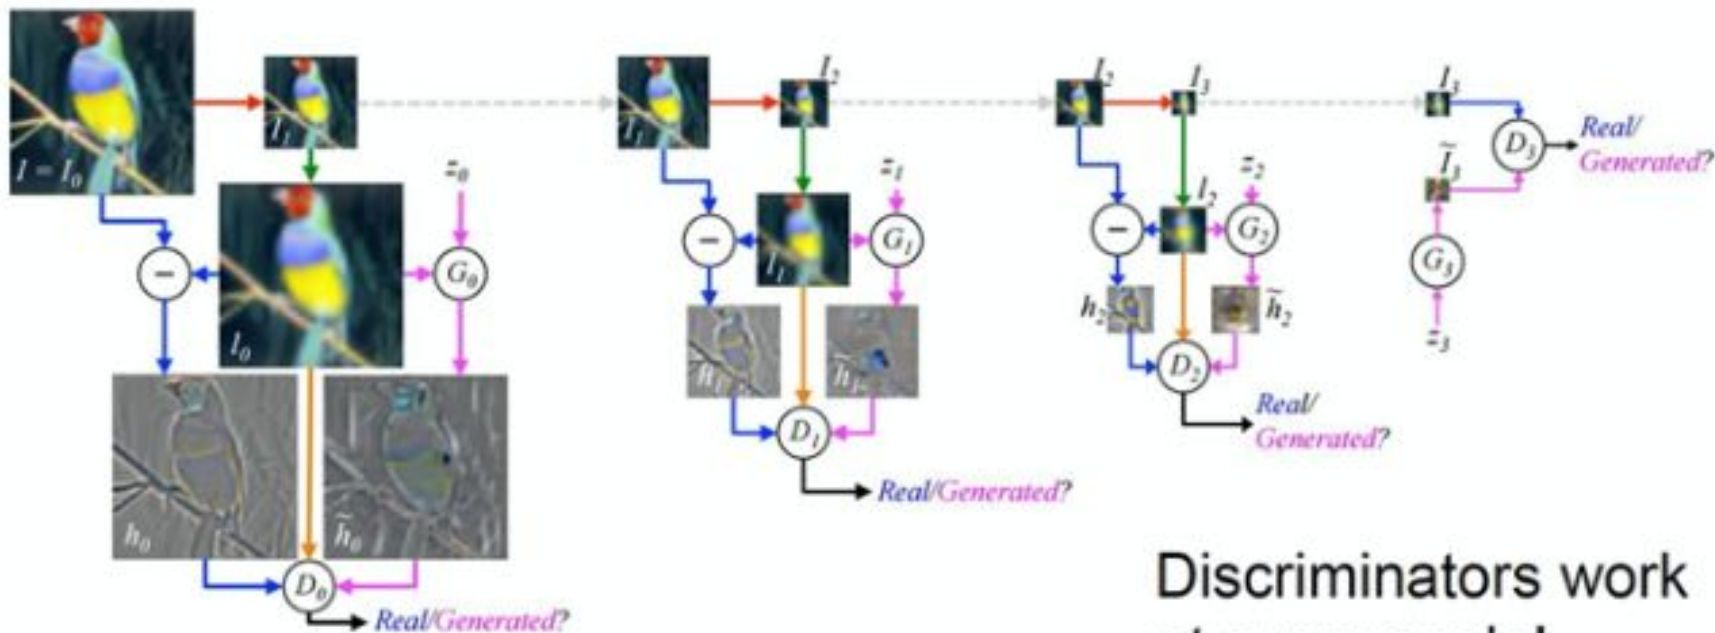 I = I₀
I₁
z₀
−
G₀
l₀
h₀
h̃₀
D₀
Real/Generated?
I₁
I₂
z₁
−
G₁
l₁
h₁
h̃₁
D₁
Real/Generated?
I₂
I₃
z₂
−
l₂
G₂
h₂
h̃₂
D₂
Real/
Generated?
I₃
Ĩ₃
D₃
Real/
Generated?
G₃
z₃
Discriminators work